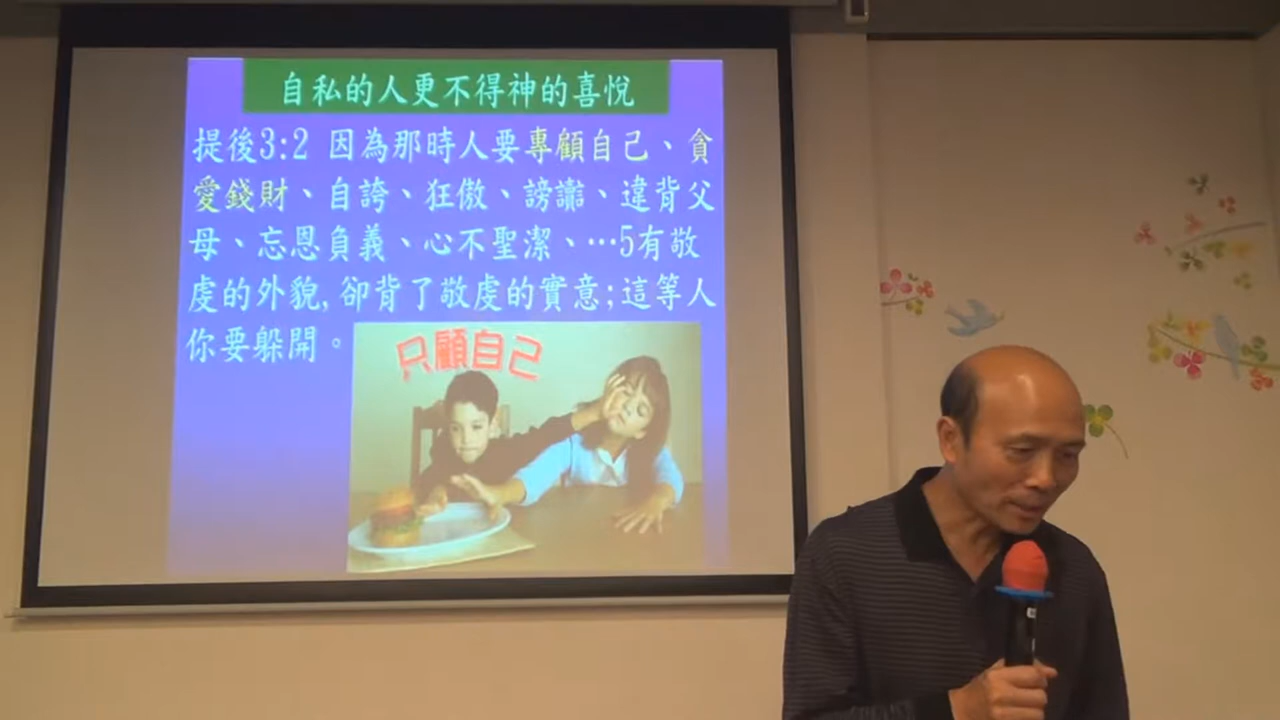 自私的人更不得神的喜悅
提後3:2 因為那時人要專顧自己、貪
愛錢財、自誇、狂傲、謗讟、違背父
母、忘恩負義、心不聖潔、…5有敬
虔的外貌,卻背了敬虔的實意;這等人
你要躲開。
只顧自己